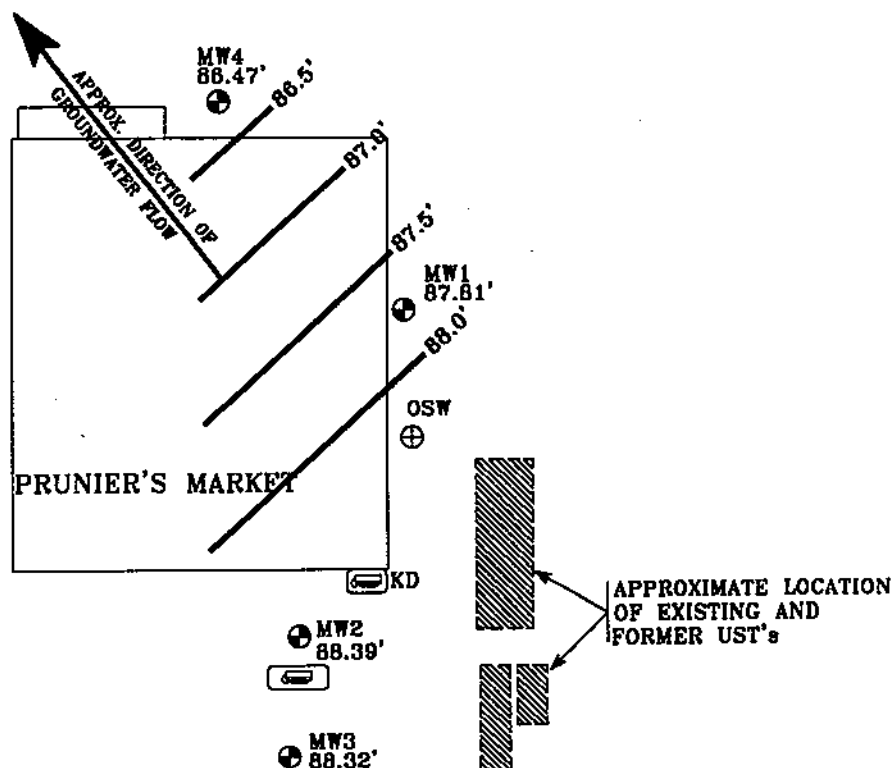 MW4
86.47'
86.5'
APPROX. DIRECTION OF
GROUNDWATER FLOW
87.0'
87.5'
MW1
87.81'
88.0'
OSW
PRUNIER'S MARKET
KD
APPROXIMATE LOCATION
OF EXISTING AND
FORMER UST's
MW2
88.39'
MW3
88.32'